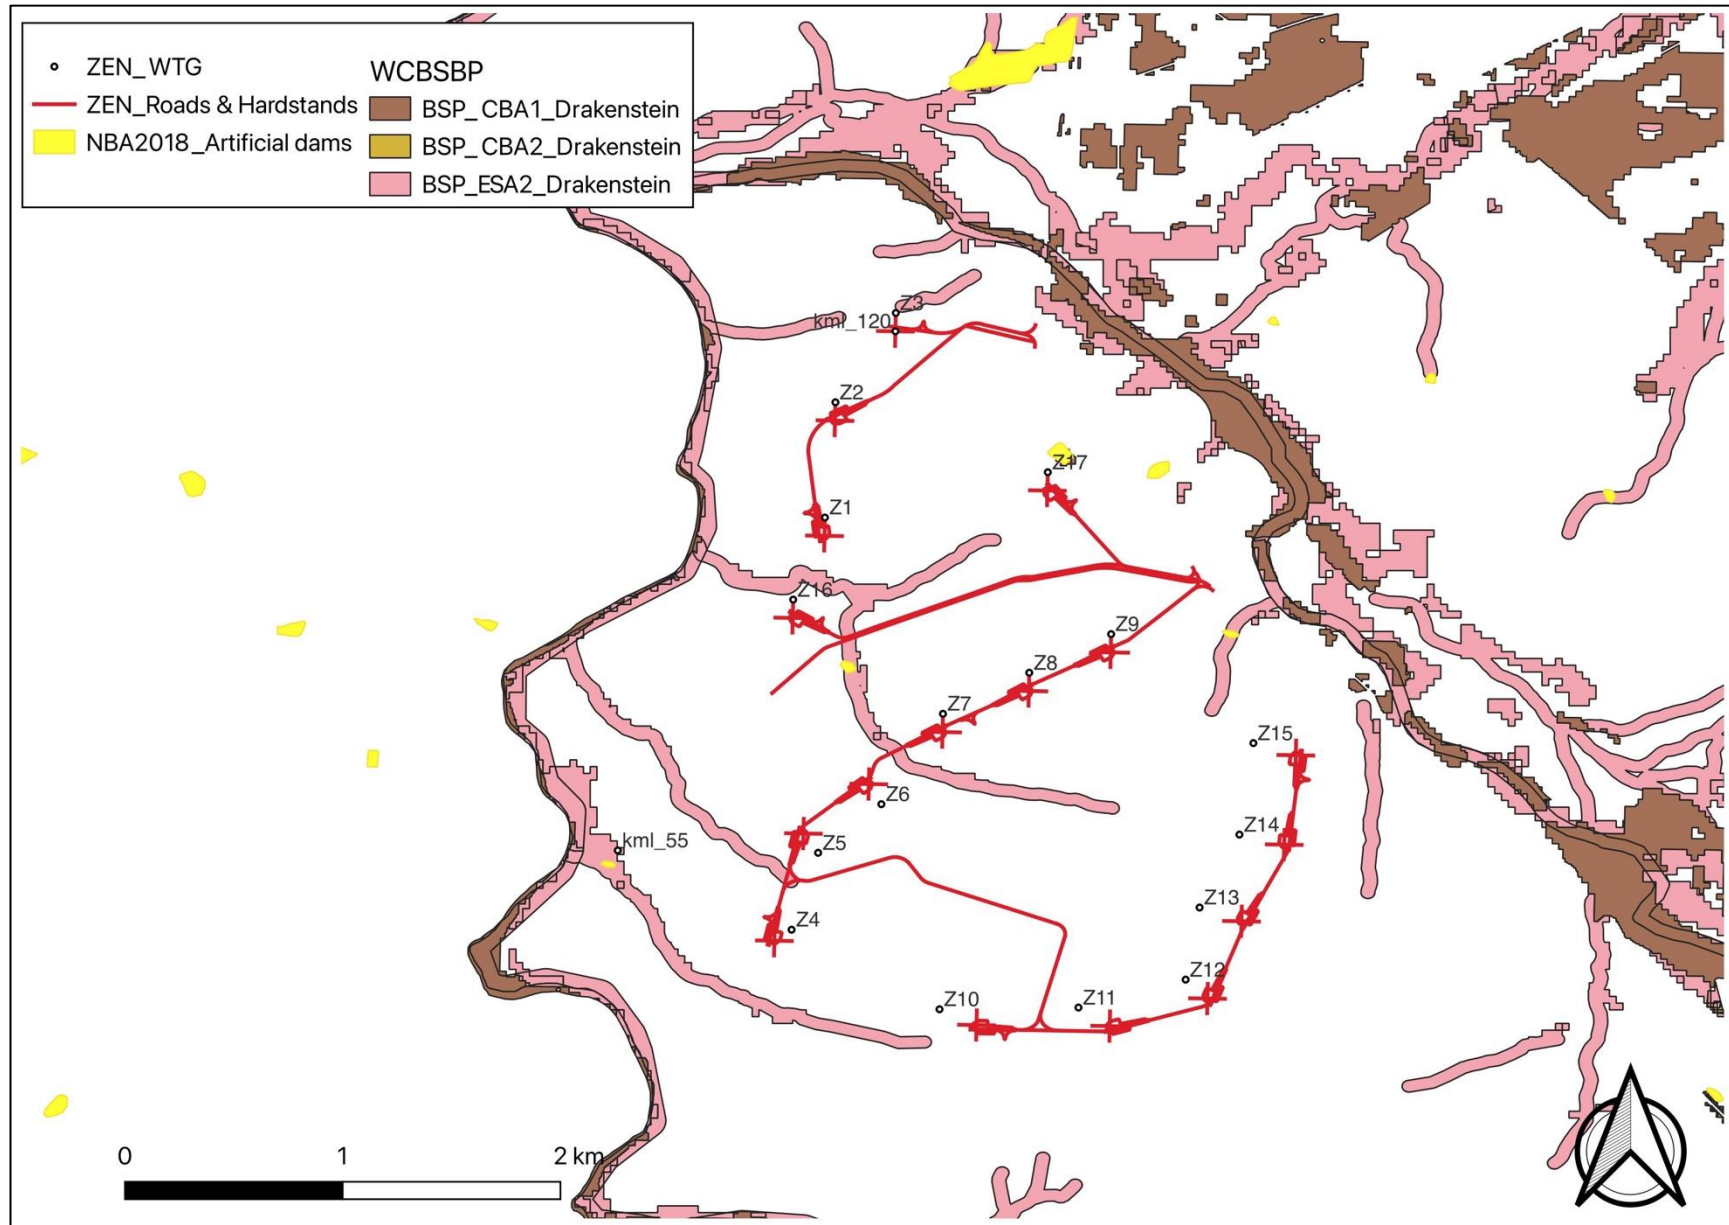 ZEN_WTG
ZEN_Roads & Hardstands
NBA2018_Artificial dams
WCBSBP
BSP_CBA1_Drakenstein
BSP_CBA2_Drakenstein
BSP_ESA2_Drakenstein
Z3
kml_120
Z2
Z17
Z1
Z16
Z9
Z8
Z7
Z15
Z6
Z14
kml_55
Z5
Z13
Z4
Z12
Z10
Z11
0 1 2 km